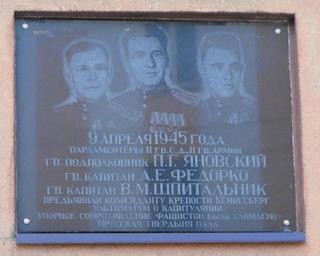 9 АПРЕЛЯ 1945 ГОДА
ПАРЛАМЕНТЕРЫ 11 ГВ.С.Д., 11 ГВ. АРМИИ
ГВ. ПОДПОЛКОВНИК П.Г. ЯНОВСКИЙ
ГВ. КАПИТАН А.Е. ФЕДОРКО
ГВ. КАПИТАН В.М. ШПИТАЛЬНИК
ПРЕДЪЯВИЛИ КОМЕНДАНТУ КРЕПОСТИ КЁНИГСБЕРГ
УЛЬТИМАТУМ О КАПИТУЛЯЦИИ.
УПОРНОЕ СОПРОТИВЛЕНИЕ ФАШИСТОВ БЫЛО СЛОМЛЕНО
ПРУССКАЯ ТВЕРДЫНЯ ПАЛА.